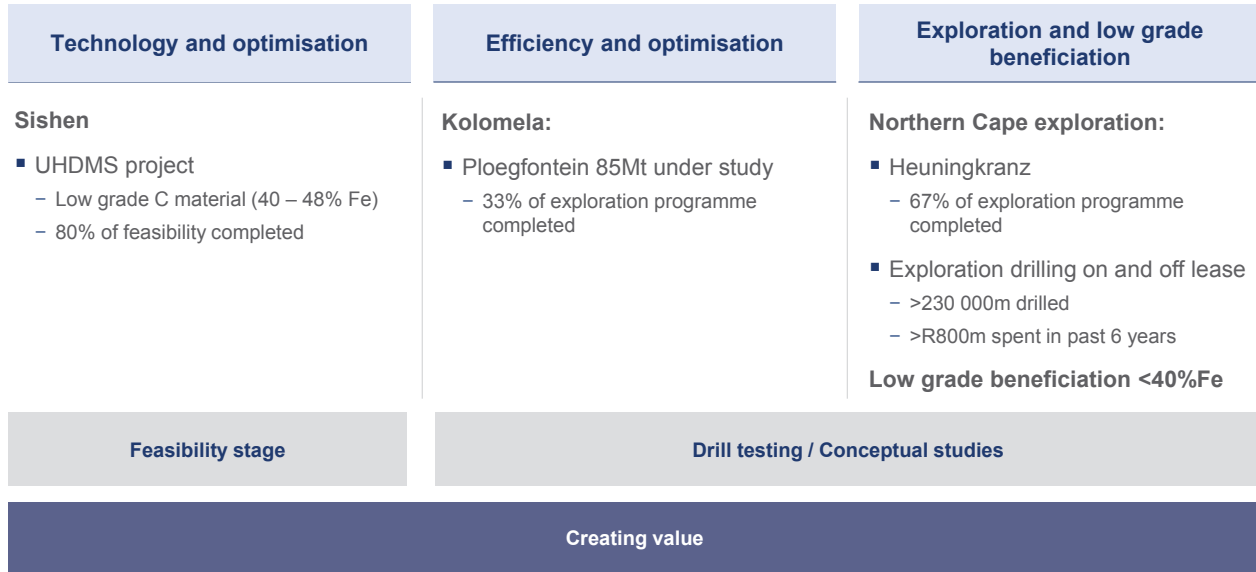 Technology and optimisation
Sishen
▪ UHDMS project
– Low grade C material (40 – 48% Fe)
– 80% of feasibility completed
Efficiency and optimisation
Kolomela:
▪ Ploegfontein 85Mt under study
– 33% of exploration programme
completed
Exploration and low grade
beneficiation
Northern Cape exploration:
▪ Heuningkranz
– 67% of exploration programme
completed
▪ Exploration drilling on and off lease
– >230 000m drilled
– >R800m spent in past 6 years
Low grade beneficiation <40%Fe
Feasibility stage
Drill testing / Conceptual studies
Creating value